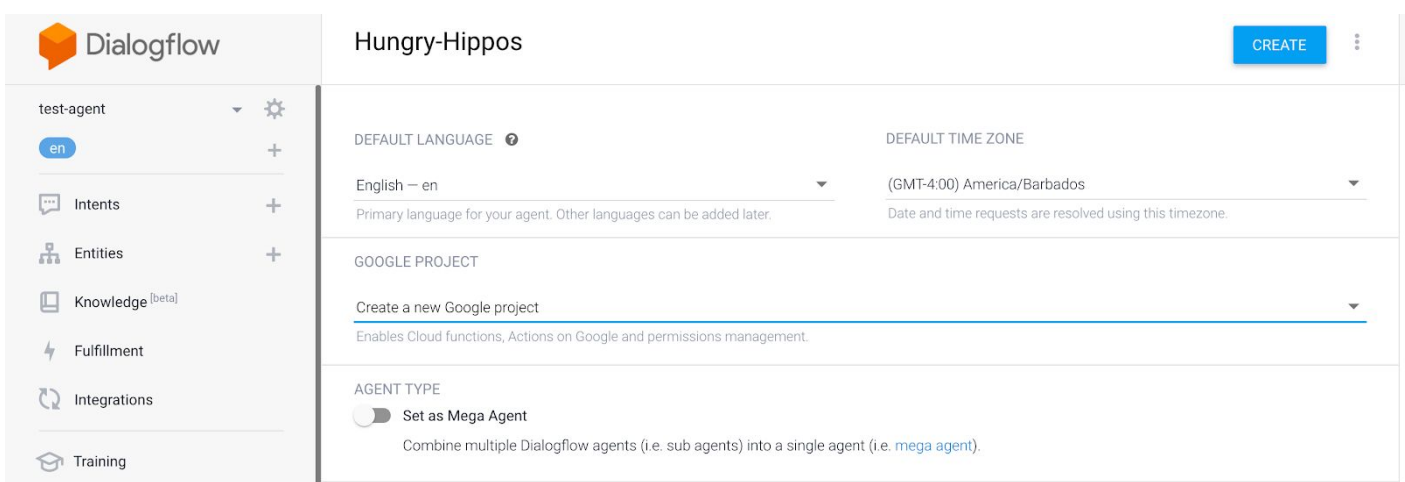 Dialogflow
Hungry-Hippos
CREATE
test-agent
en
Intents
Entities
Knowledge [beta]
Fulfillment
Integrations
Training
DEFAULT LANGUAGE ?
DEFAULT TIME ZONE
English — en
(GMT-4:00) America/Barbados
Primary language for your agent. Other languages can be added later.
Date and time requests are resolved using this timezone.
GOOGLE PROJECT
Create a new Google project
Enables Cloud functions, Actions on Google and permissions management.
AGENT TYPE
Set as Mega Agent
Combine multiple Dialogflow agents (i.e. sub agents) into a single agent (i.e. mega agent).